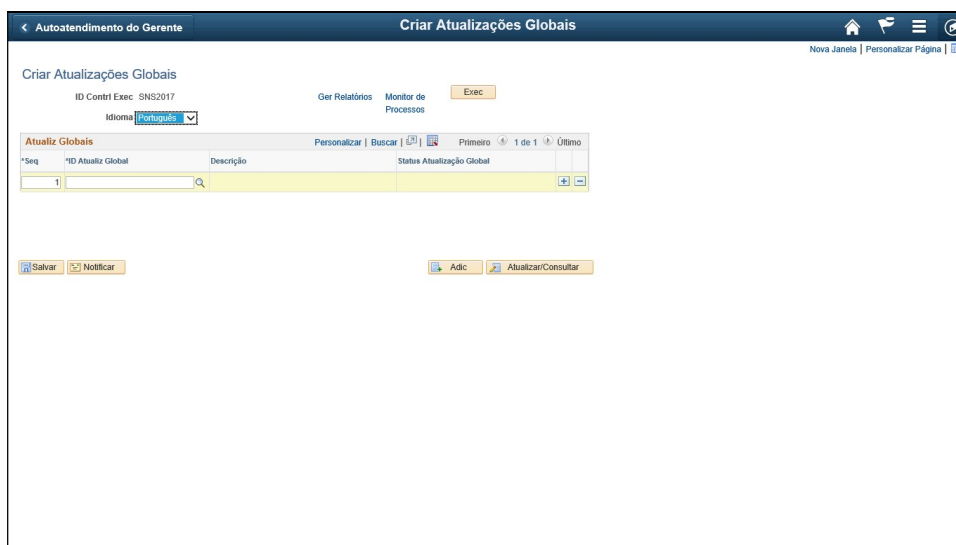 Autoatendimento do Gerente
Criar Atualizações Globais
Nova Janela | Personalizar Página |
Criar Atualizações Globais
ID Contrl Exec SNS2017 Ger Relatórios Monitor de Processos Exec
Idioma Português
Atualiz Globais Personalizar | Buscar | | Primeiro 1 de 1 Último
*Seq *ID Atualiz Global Descrição Status Atualização Global
1
Salvar Notificar Adic Atualizar/Consultar